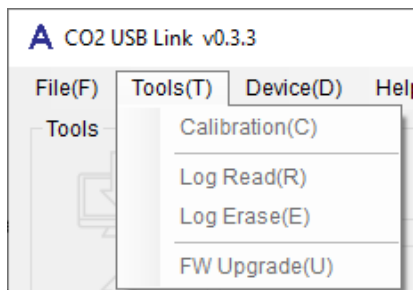 A CO2 USB Link v0.3.3
File(F) Tools(T) Device(D) Help
Tools
Calibration(C)
Log Read(R)
Log Erase(E)
FW Upgrade(U)